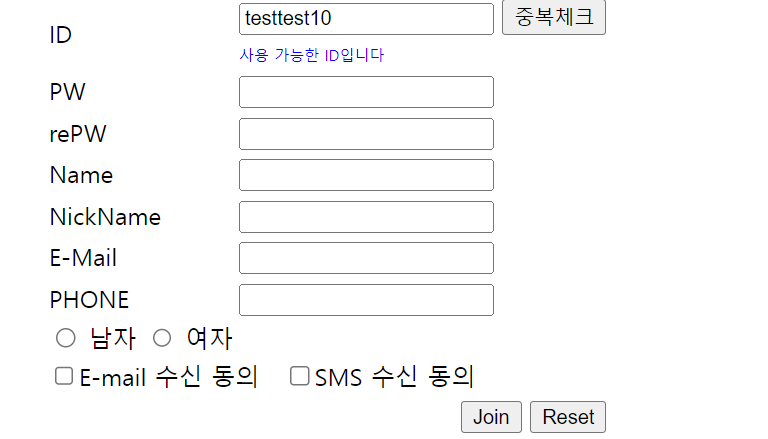 ID testtest10 중복체크
사용 가능한 ID입니다
PW
rePW
Name
NickName
E-Mail
PHONE
남자 여자
E-mail 수신 동의 SMS 수신 동의
Join Reset